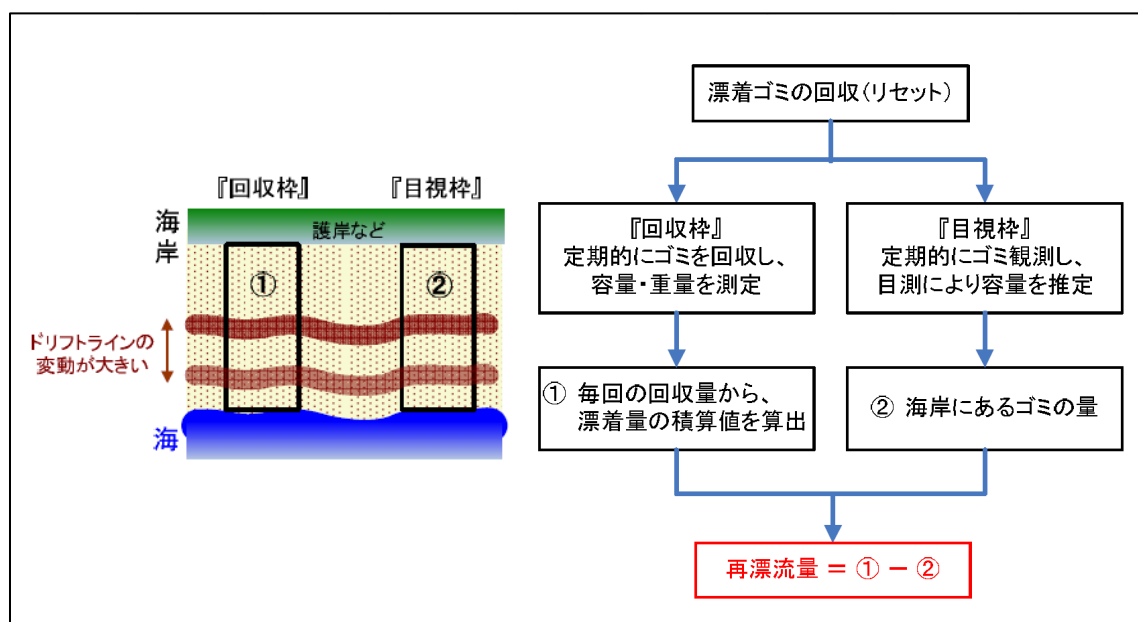 『回収枠』
『目視枠』
海岸
護岸など
①
②
ドリフトラインの
変動が大きい
海
漂着ゴミの回収(リセット)
『回収枠』
定期的にゴミを回収し、
容量・重量を測定
『目視枠』
定期的にゴミ観測し、
目測により容量を推定
① 毎回の回収量から、
漂着量の積算値を算出
② 海岸にあるゴミの量
再漂流量 = ① - ②